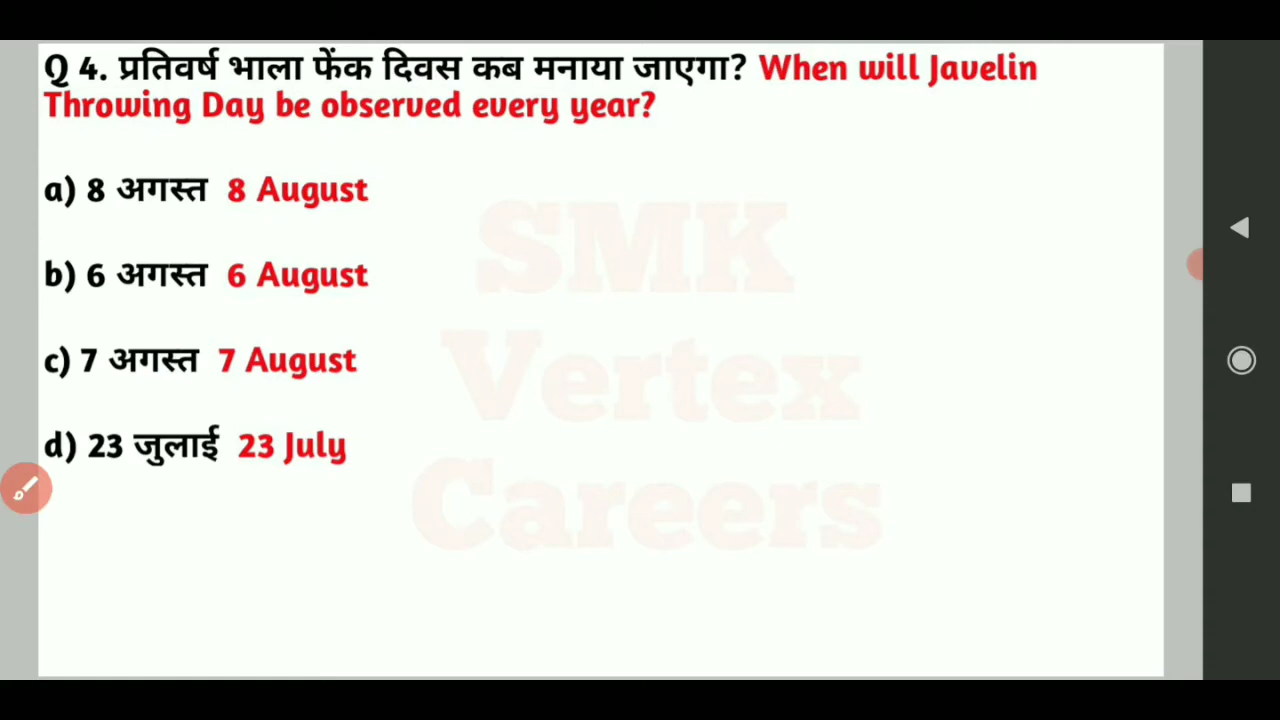 Q 4. प्रतिवर्ष भाला फेंक दिवस कब मनाया जाएगा? When will Javelin
Throwing Day be observed every year?
a) 8 अगस्त 8 August
b) 6 अगस्त 6 August
c) 7 अगस्त 7 August
d) 23 जुलाई 23 July
SMK
Vertex
Careers